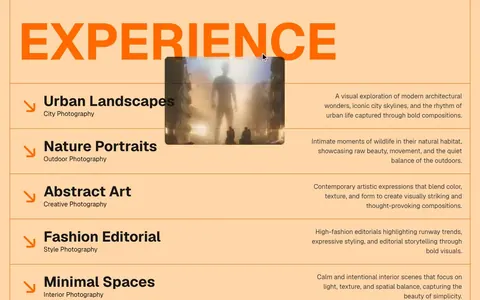 EXPERIENCE
Urban Landscapes
City Photography
A visual exploration of modern architectural
wonders, iconic city skylines, and the rhythm of
urban life captured through bold compositions.
Nature Portraits
Outdoor Photography
Intimate moments of wildlife in their natural habitat,
showcasing raw beauty, movement, and the quiet
balance of the outdoors.
Abstract Art
Creative Photography
Contemporary artistic expressions that blend color,
texture, and form to create visually striking and
thought-provoking compositions.
Fashion Editorial
Style Photography
High-fashion editorials highlighting runway trends,
expressive styling, and editorial storytelling through
bold visuals.
Minimal Spaces
Interior Photography
Calm and intentional interior scenes that focus on
light, texture, and spatial balance, capturing the
beauty of simplicity.